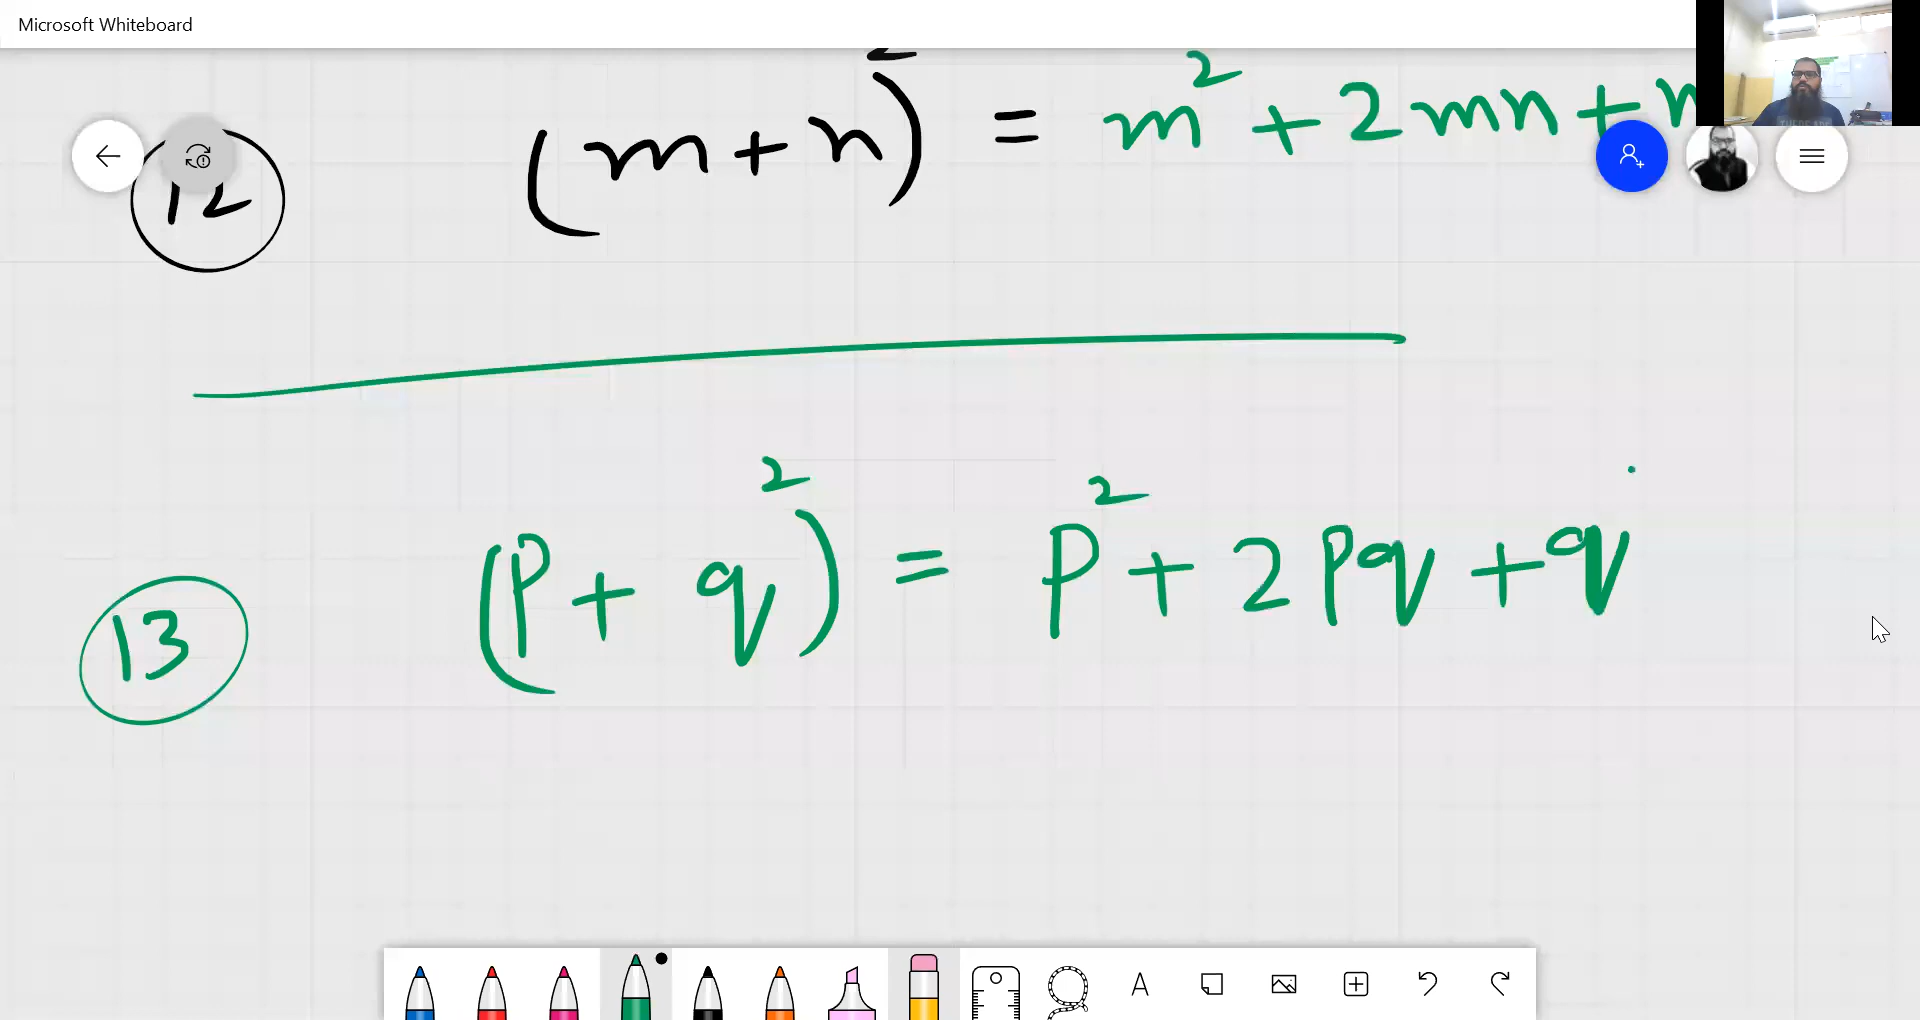 Microsoft Whiteboard
12 (m+n)² = m² + 2mn + n
13 (p+q)² = p² + 2pq + q